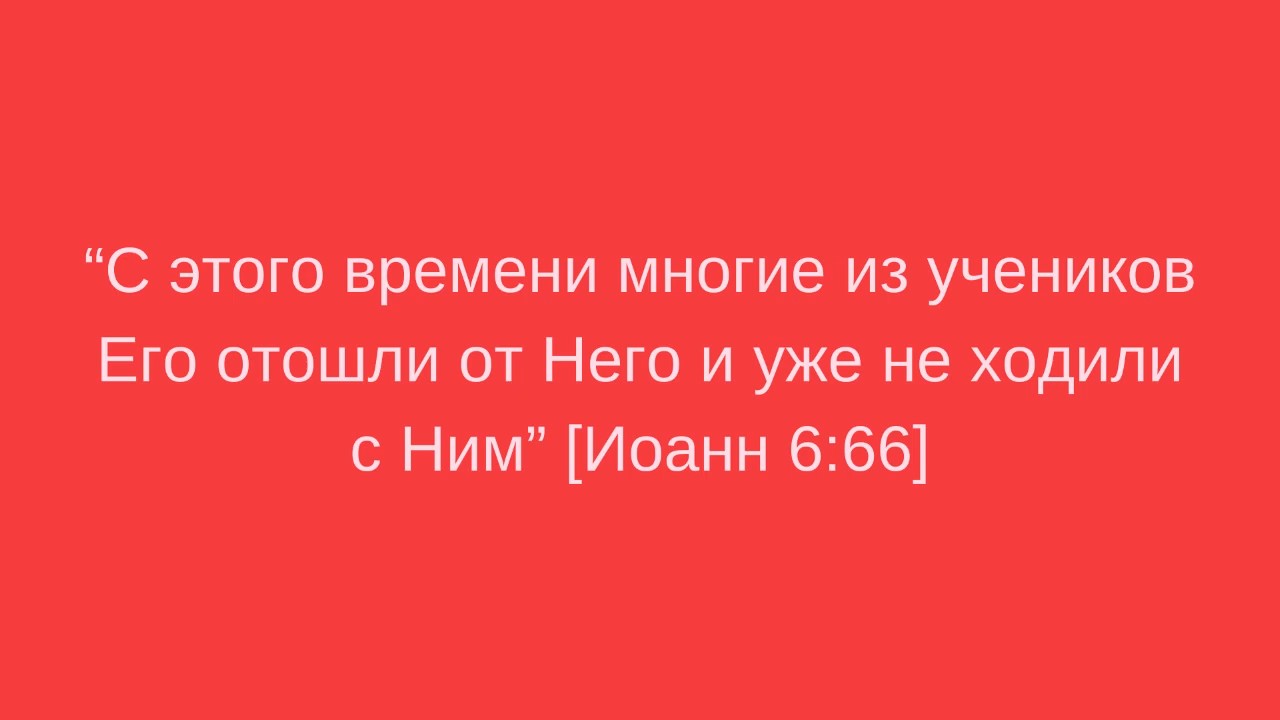 “С этого времени многие из учеников
Его отошли от Него и уже не ходили
с Ним” [Иоанн 6:66]